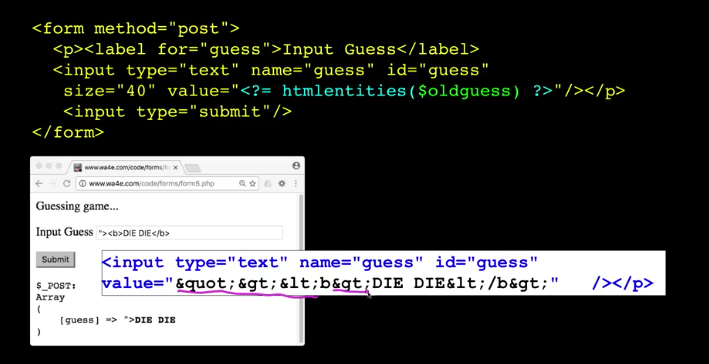 <form method="post">
<p><label for="guess">Input Guess</label>
<input type="text" name="guess" id="guess"
size="40" value="<?= htmlentities($oldguess) ?>"/></p>
<input type="submit"/>
</form>
www.wa4e.com/code/forms/fo
www.wa4e.com/code/forms/form5.php
Guessing game...
Input Guess "><b>DIE DIE</b>
Submit
<input type="text" name="guess" id="guess"
value="&quot;&gt;&lt;b&gt;DIE DIE&lt;/b&gt;" /></p>
$_POST:
Array
(
[guess] => ">DIE DIE
)